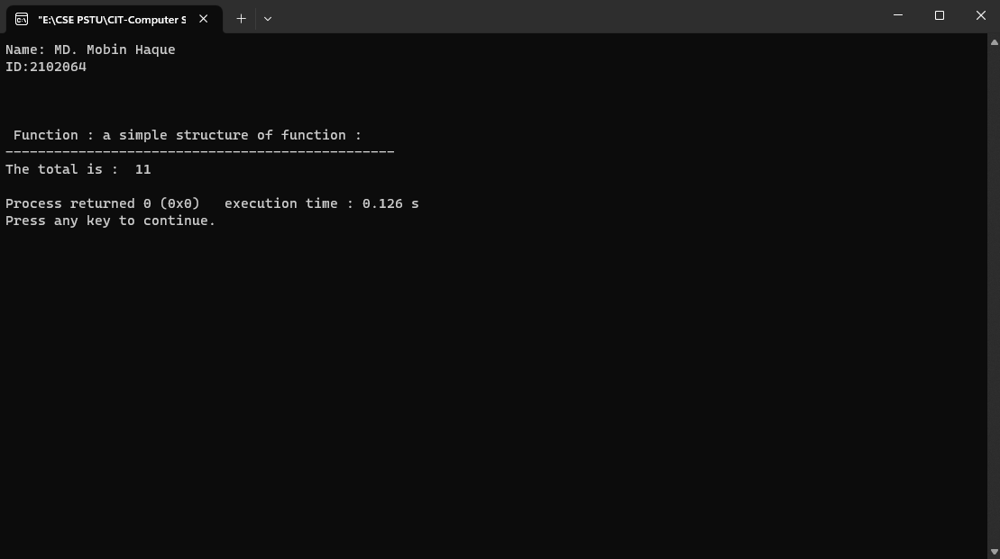 "E:\CSE PSTU\CIT-Computer S
Name: MD. Mobin Haque
ID:2102064
Function : a simple structure of function :
------------------------------------------------
The total is :  11
Process returned 0 (0x0)   execution time : 0.126 s
Press any key to continue.